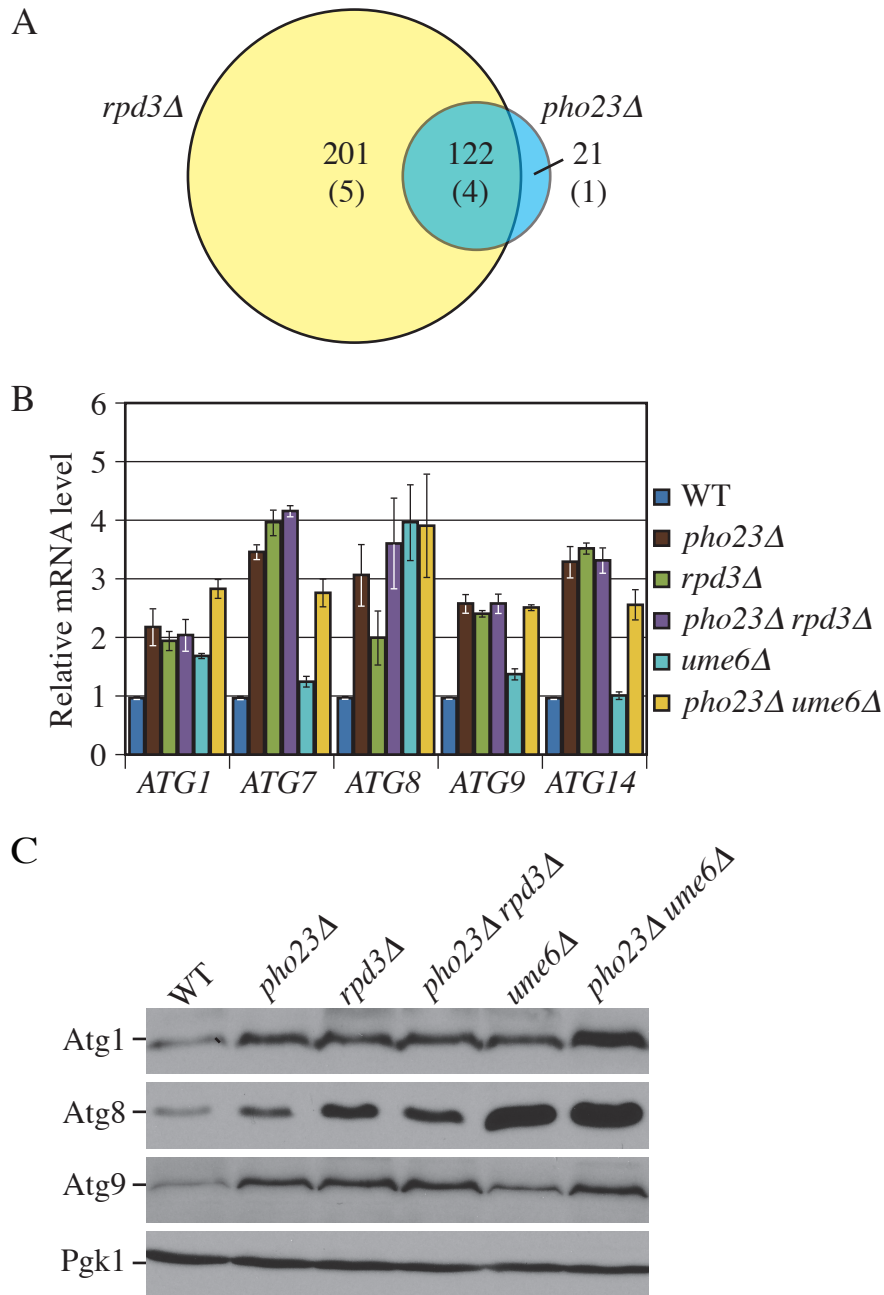 A
rpd3Δ
pho23Δ
201 122 21
(5) (4) (1)
B
Relative mRNA level
6
5
4
3
2
1
0
ATG1 ATG7 ATG8 ATG9 ATG14
WT
pho23Δ
rpd3Δ
pho23Δ rpd3Δ
ume6Δ
pho23Δ ume6Δ
C
WT pho23Δ rpd3Δ pho23Δ rpd3Δ ume6Δ pho23Δ ume6Δ
Atg1
Atg8
Atg9
Pgk1